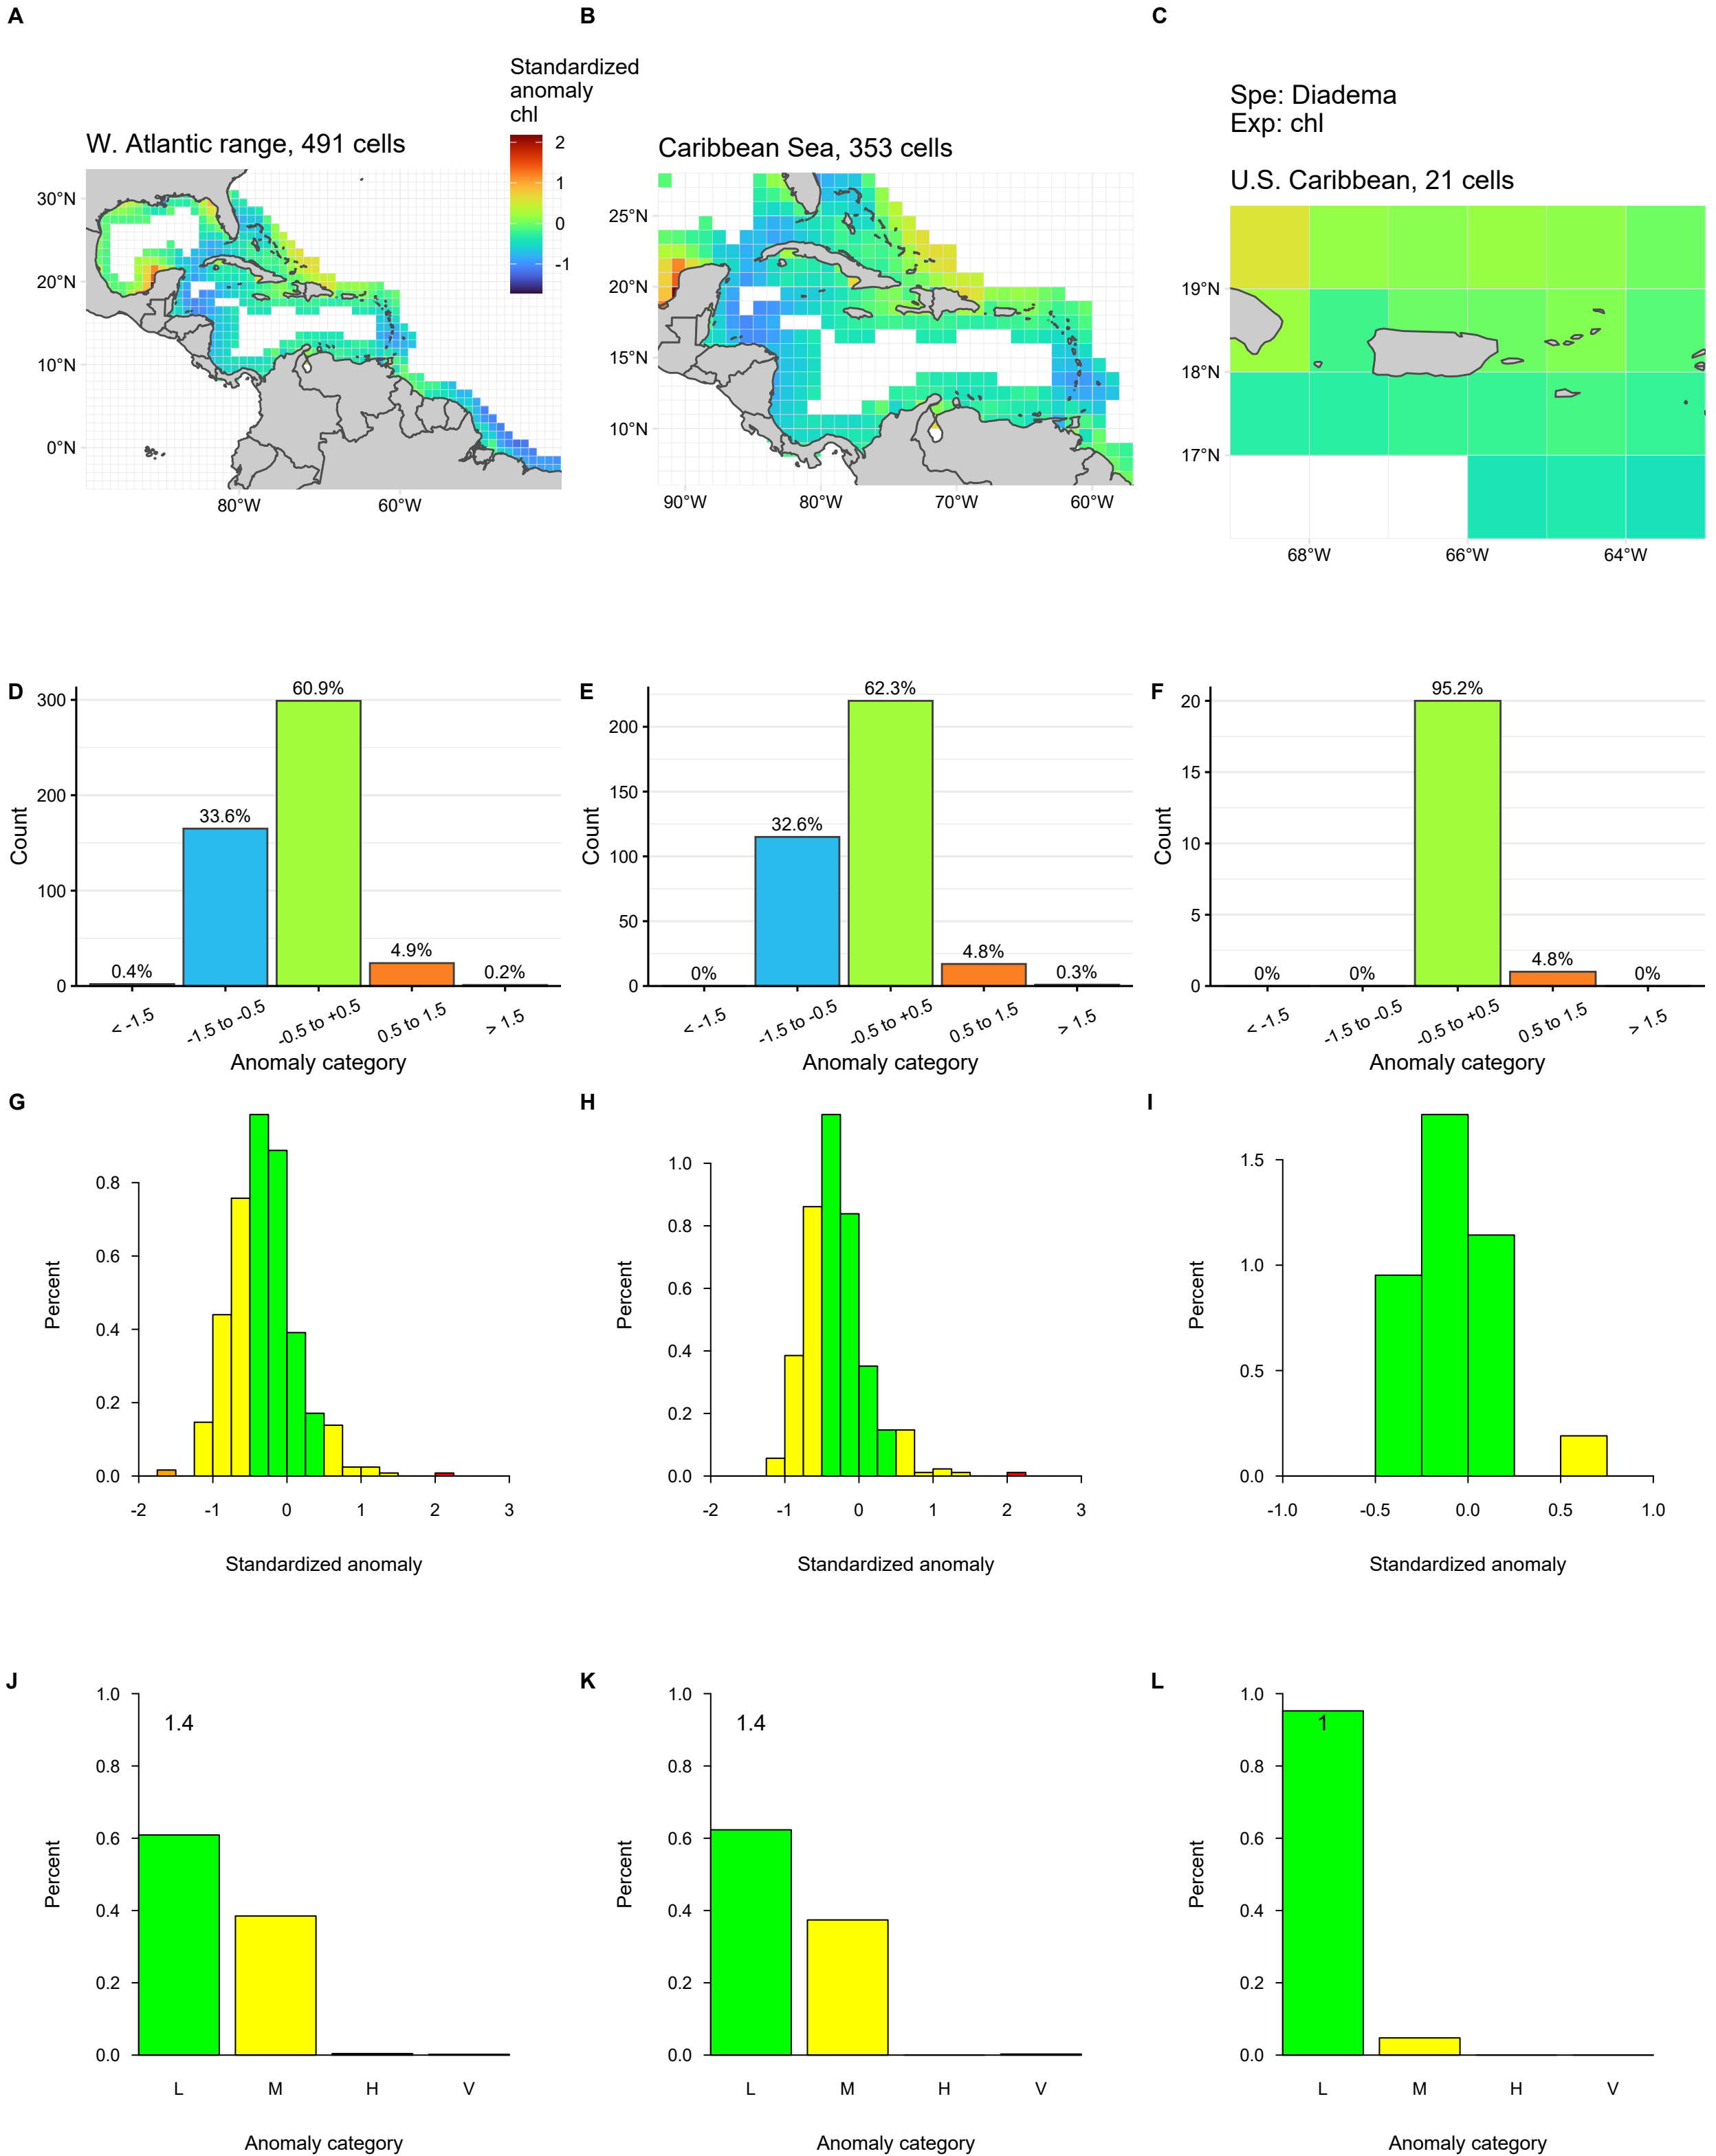 A
B
C
Standardized
anomaly
chl
2
1
0
-1
W. Atlantic range, 491 cells
30°N
20°N
10°N
0°N
80°W
60°W
Caribbean Sea, 353 cells
25°N
20°N
15°N
10°N
90°W
80°W
70°W
60°W
Spe: Diadema
Exp: chl
U.S. Caribbean, 21 cells
19°N
18°N
17°N
68°W
66°W
64°W
D
Count
300
200
100
0
0.4%
33.6%
60.9%
4.9%
0.2%
< -1.5
-1.5 to -0.5
-0.5 to +0.5
0.5 to 1.5
> 1.5
Anomaly category
E
Count
200
150
100
50
0
0%
32.6%
62.3%
4.8%
0.3%
< -1.5
-1.5 to -0.5
-0.5 to +0.5
0.5 to 1.5
> 1.5
Anomaly category
F
Count
20
15
10
5
0
0%
0%
95.2%
4.8%
0%
< -1.5
-1.5 to -0.5
-0.5 to +0.5
0.5 to 1.5
> 1.5
Anomaly category
G
Percent
0.8
0.6
0.4
0.2
0.0
-2
-1
0
1
2
3
Standardized anomaly
H
Percent
1.0
0.8
0.6
0.4
0.2
0.0
-2
-1
0
1
2
3
Standardized anomaly
I
Percent
1.5
1.0
0.5
0.0
-1.0
-0.5
0.0
0.5
1.0
Standardized anomaly
J
Percent
1.0
0.8
0.6
0.4
0.2
0.0
1.4
L
M
H
V
Anomaly category
K
Percent
1.0
0.8
0.6
0.4
0.2
0.0
1.4
L
M
H
V
Anomaly category
L
Percent
1.0
0.8
0.6
0.4
0.2
0.0
1
L
M
H
V
Anomaly category